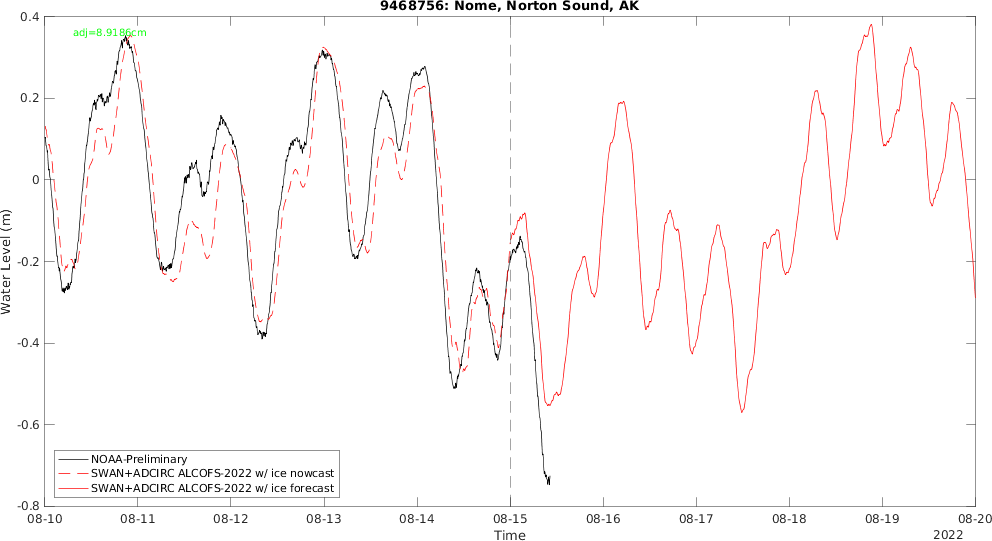 9468756: Nome, Norton Sound, AK
adj=8.9186cm
0.4
0.2
0
-0.2
-0.4
-0.6
-0.8
Water Level (m)
NOAA-Preliminary
SWAN+ADCIRC ALCOFS-2022 w/ ice nowcast
SWAN+ADCIRC ALCOFS-2022 w/ ice forecast
08-10 08-11 08-12 08-13 08-14 08-15 08-16 08-17 08-18 08-19 08-20
Time
2022